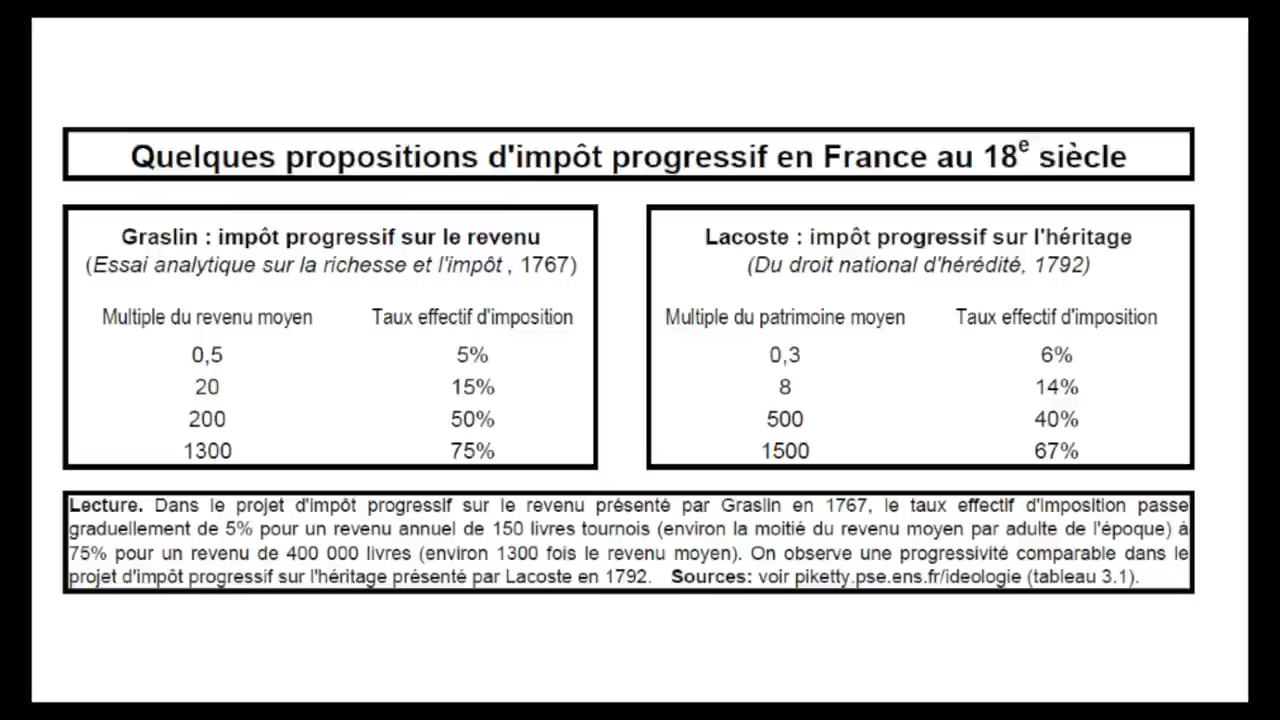 Quelques propositions d'impôt progressif en France au 18e siècle
Graslin : impôt progressif sur le revenu
(Essai analytique sur la richesse et l'impôt , 1767)
Multiple du revenu moyen Taux effectif d'imposition
0,5 5%
20 15%
200 50%
1300 75%
Lacoste : impôt progressif sur l'héritage
(Du droit national d'hérédité, 1792)
Multiple du patrimoine moyen Taux effectif d'imposition
0,3 6%
8 14%
500 40%
1500 67%
Lecture. Dans le projet d'impôt progressif sur le revenu présenté par Graslin en 1767, le taux effectif d'imposition passe
graduellement de 5% pour un revenu annuel de 150 livres tournois (environ la moitié du revenu moyen par adulte de l'époque) à
75% pour un revenu de 400 000 livres (environ 1300 fois le revenu moyen). On observe une progressivité comparable dans le
projet d'impôt progressif sur l'héritage présenté par Lacoste en 1792. Sources: voir piketty.pse.ens.fr/ideologie (tableau 3.1).